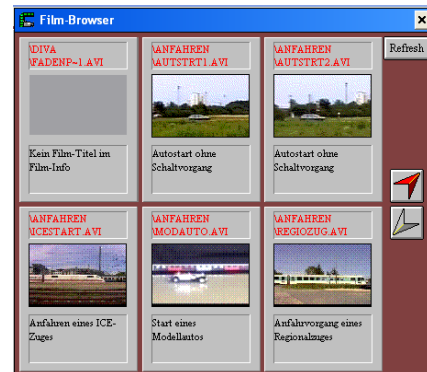 Film-Browser
Refresh
\DIVA
\FADENP~1.AVI
Kein Film-Titel im
Film-Info
\ANFAHREN
\AUTSTRT1.AVI
Autostart ohne
Schaltvorgang
\ANFAHREN
\AUTSTRT2.AVI
Autostart ohne
Schaltvorgang
\ANFAHREN
\ICESTART.AVI
Anfahren eines ICE-
Zuges
\ANFAHREN
\MODAUTO.AVI
Start eines
Modellautos
\ANFAHREN
\REGIOZUG.AVI
Anfahrvorgang eines
Regionalzuges